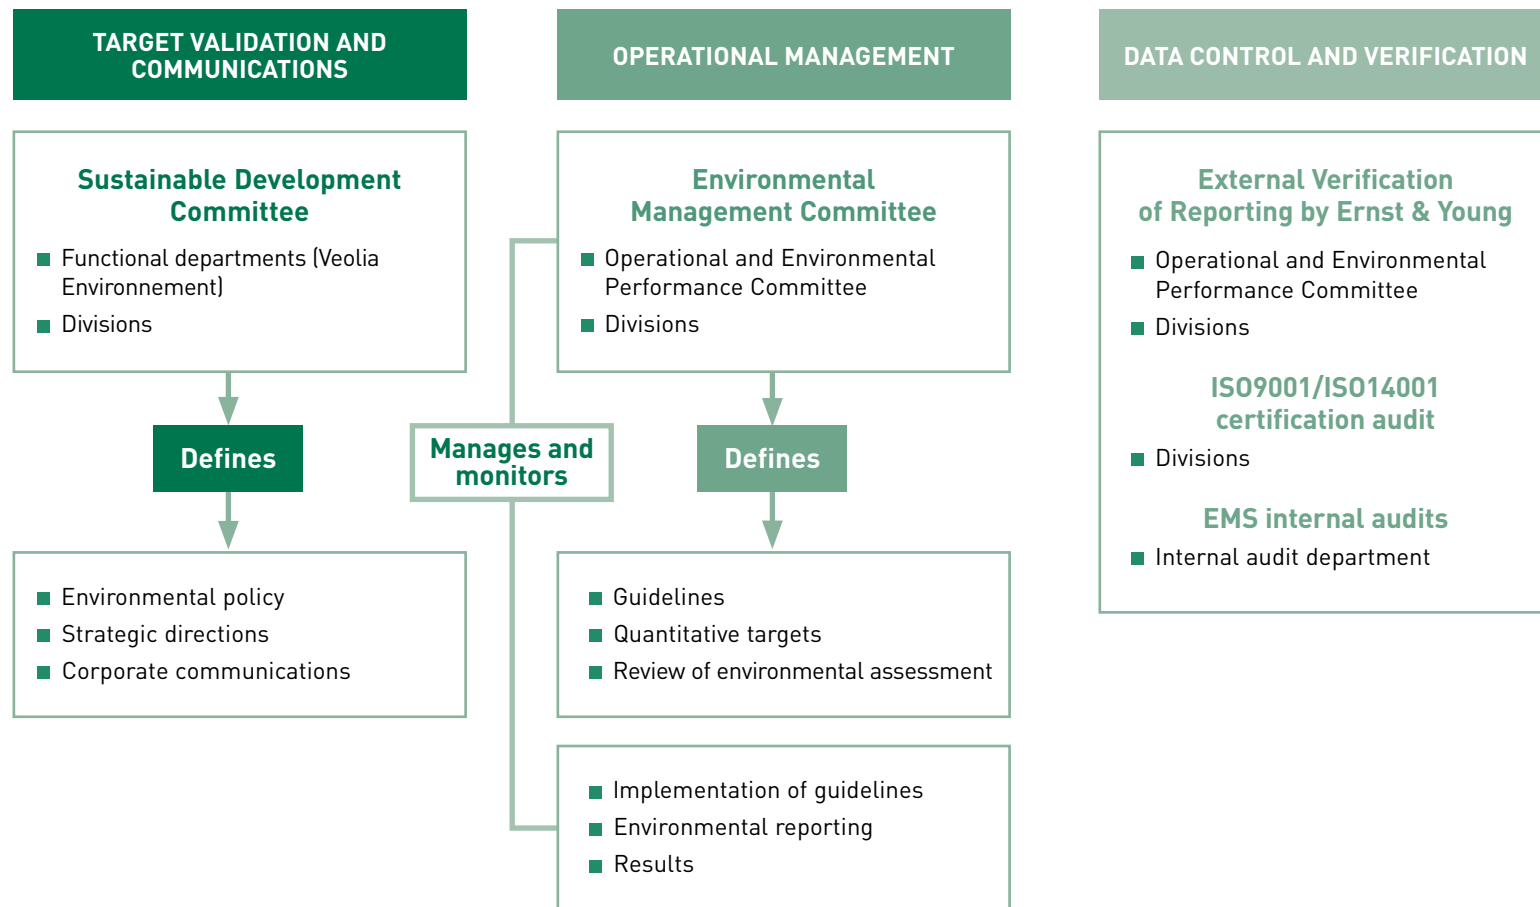 TARGET VALIDATION AND
COMMUNICATIONS
Sustainable Development
Committee
Functional departments (Veolia
Environnement)
Divisions
Defines
Environmental policy
Strategic directions
Corporate communications
OPERATIONAL MANAGEMENT
Environmental
Management Committee
Operational and Environmental
Performance Committee
Divisions
Manages and
monitors
Defines
Guidelines
Quantitative targets
Review of environmental assessment
Implementation of guidelines
Environmental reporting
Results
DATA CONTROL AND VERIFICATION
External Verification
of Reporting by Ernst & Young
Operational and Environmental
Performance Committee
Divisions
ISO9001/ISO14001
certification audit
Divisions
EMS internal audits
Internal audit department